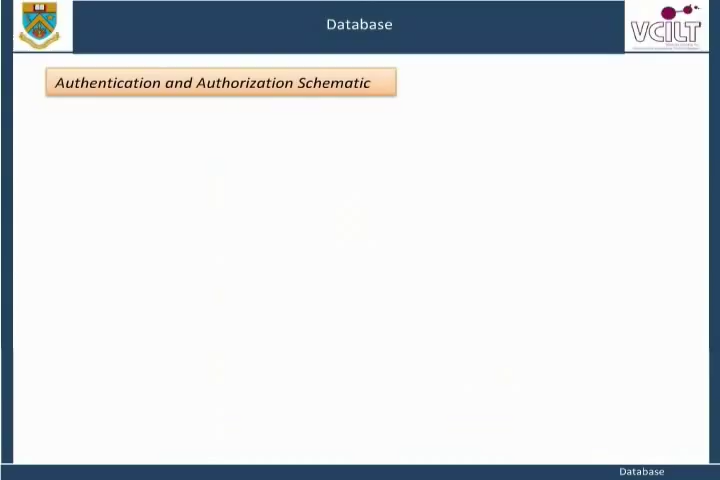 Database
VCILT
Authentication and Authorization Schematic
Database